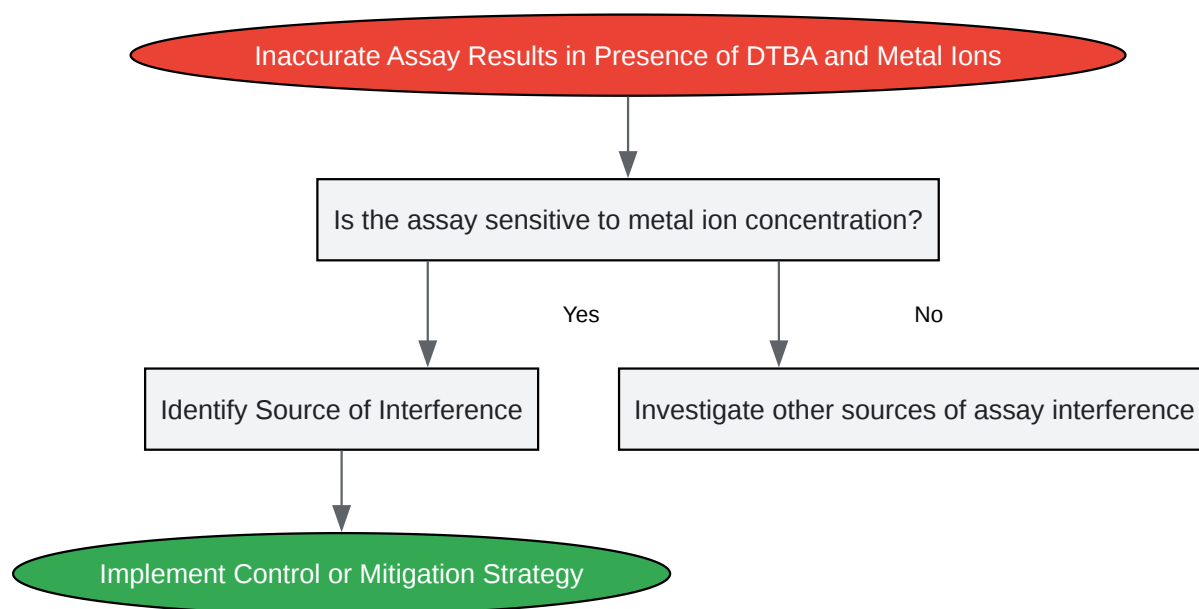 Inaccurate Assay Results in Presence of DTBA and Metal Ions
Is the assay sensitive to metal ion concentration?
Yes
No
Identify Source of Interference
Investigate other sources of assay interference
Implement Control or Mitigation Strategy